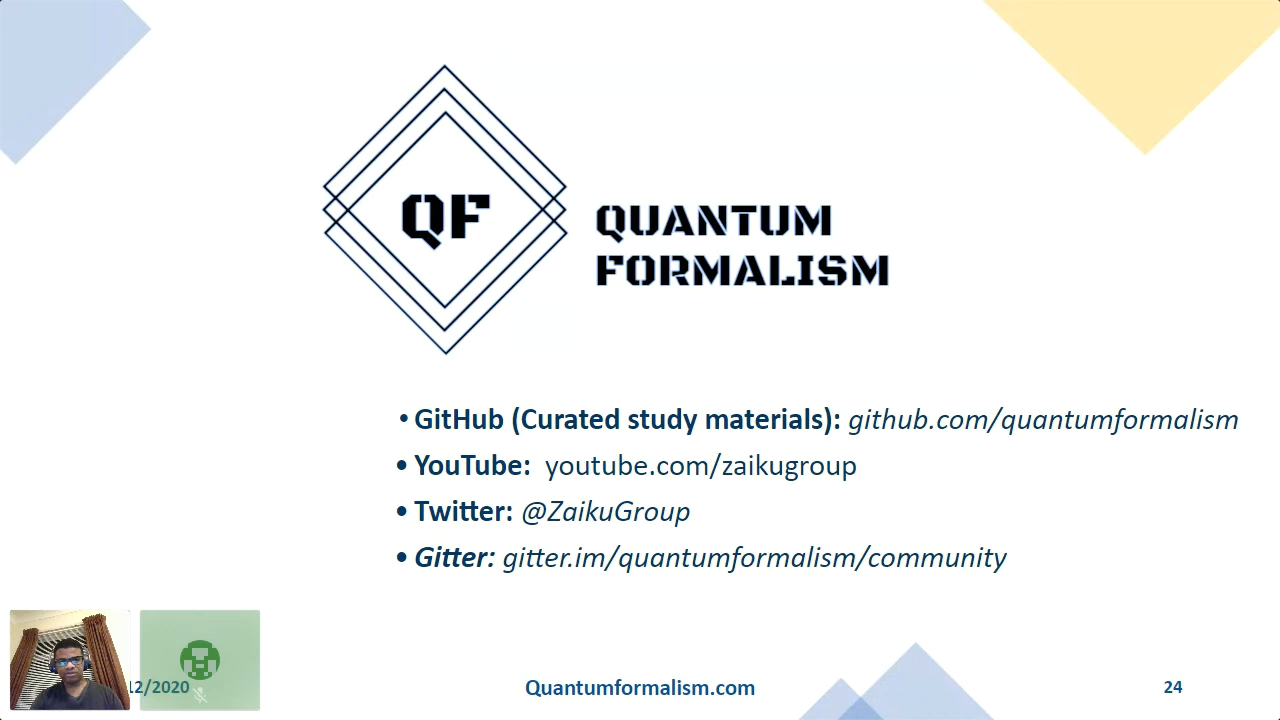 QF
QUANTUM
FORMALISM
• GitHub (Curated study materials): github.com/quantumformalism
• YouTube: youtube.com/zaikugroup
• Twitter: @ZaikuGroup
• Gitter: gitter.im/quantumformalism/community
12/2020
Quantumformalism.com
24